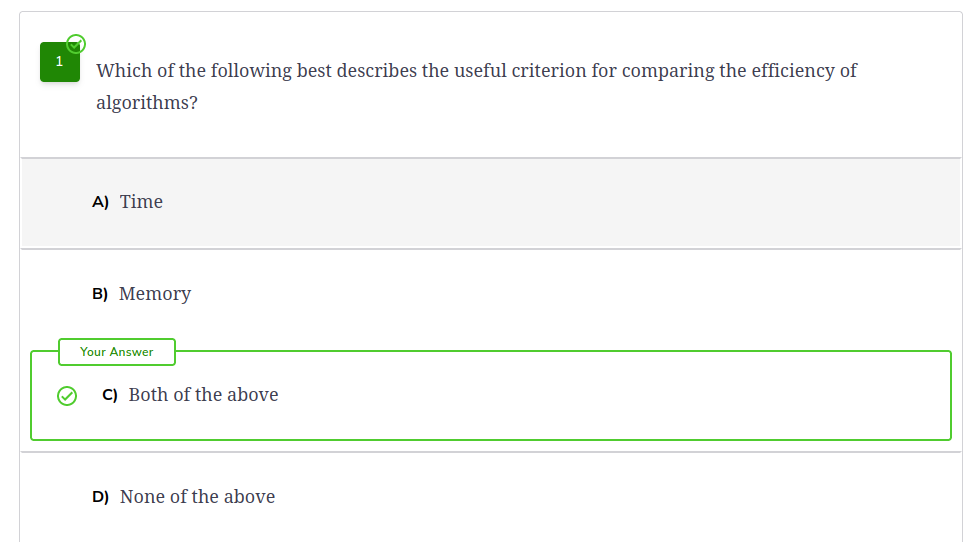 1
Which of the following best describes the useful criterion for comparing the efficiency of
algorithms?
A) Time
B) Memory
Your Answer
C) Both of the above
D) None of the above